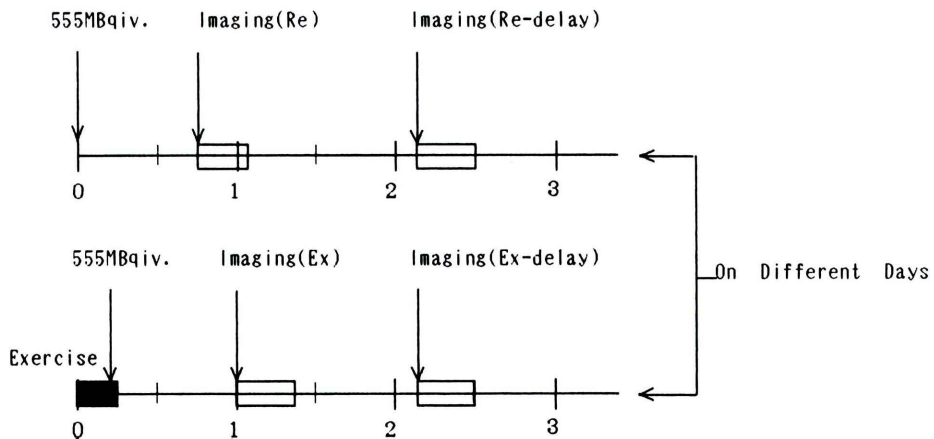 555MBqiv. Imaging(Re) Imaging(Re-delay)
0 1 2 3
555MBqiv. Imaging(Ex) Imaging(Ex-delay)
On Different Days
Exercise
0 1 2 3